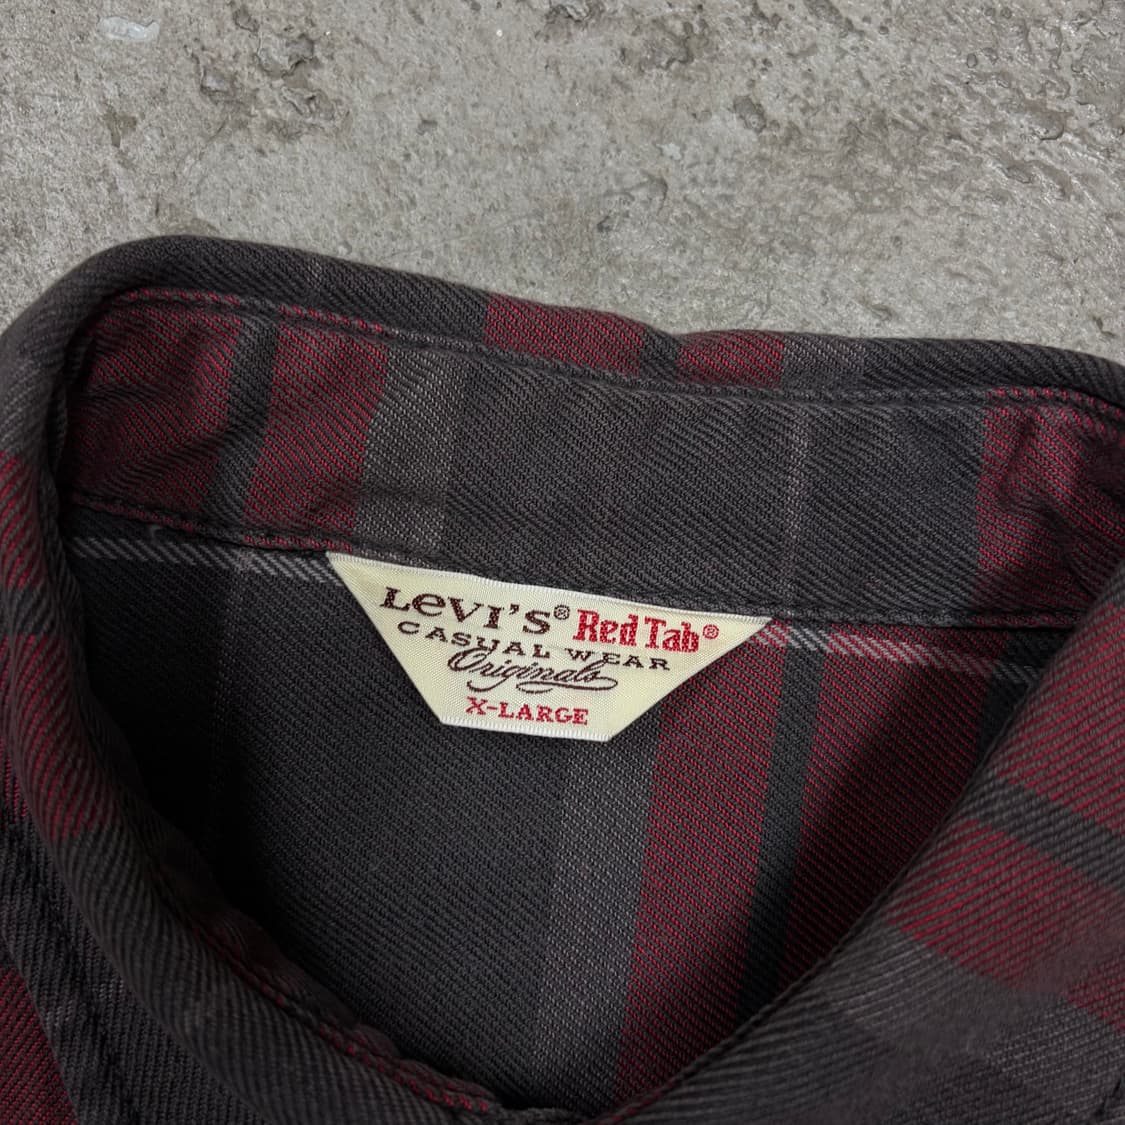 LeVI'S® Red Tab®
CASUAL WEAR
Originals
X-LARGE